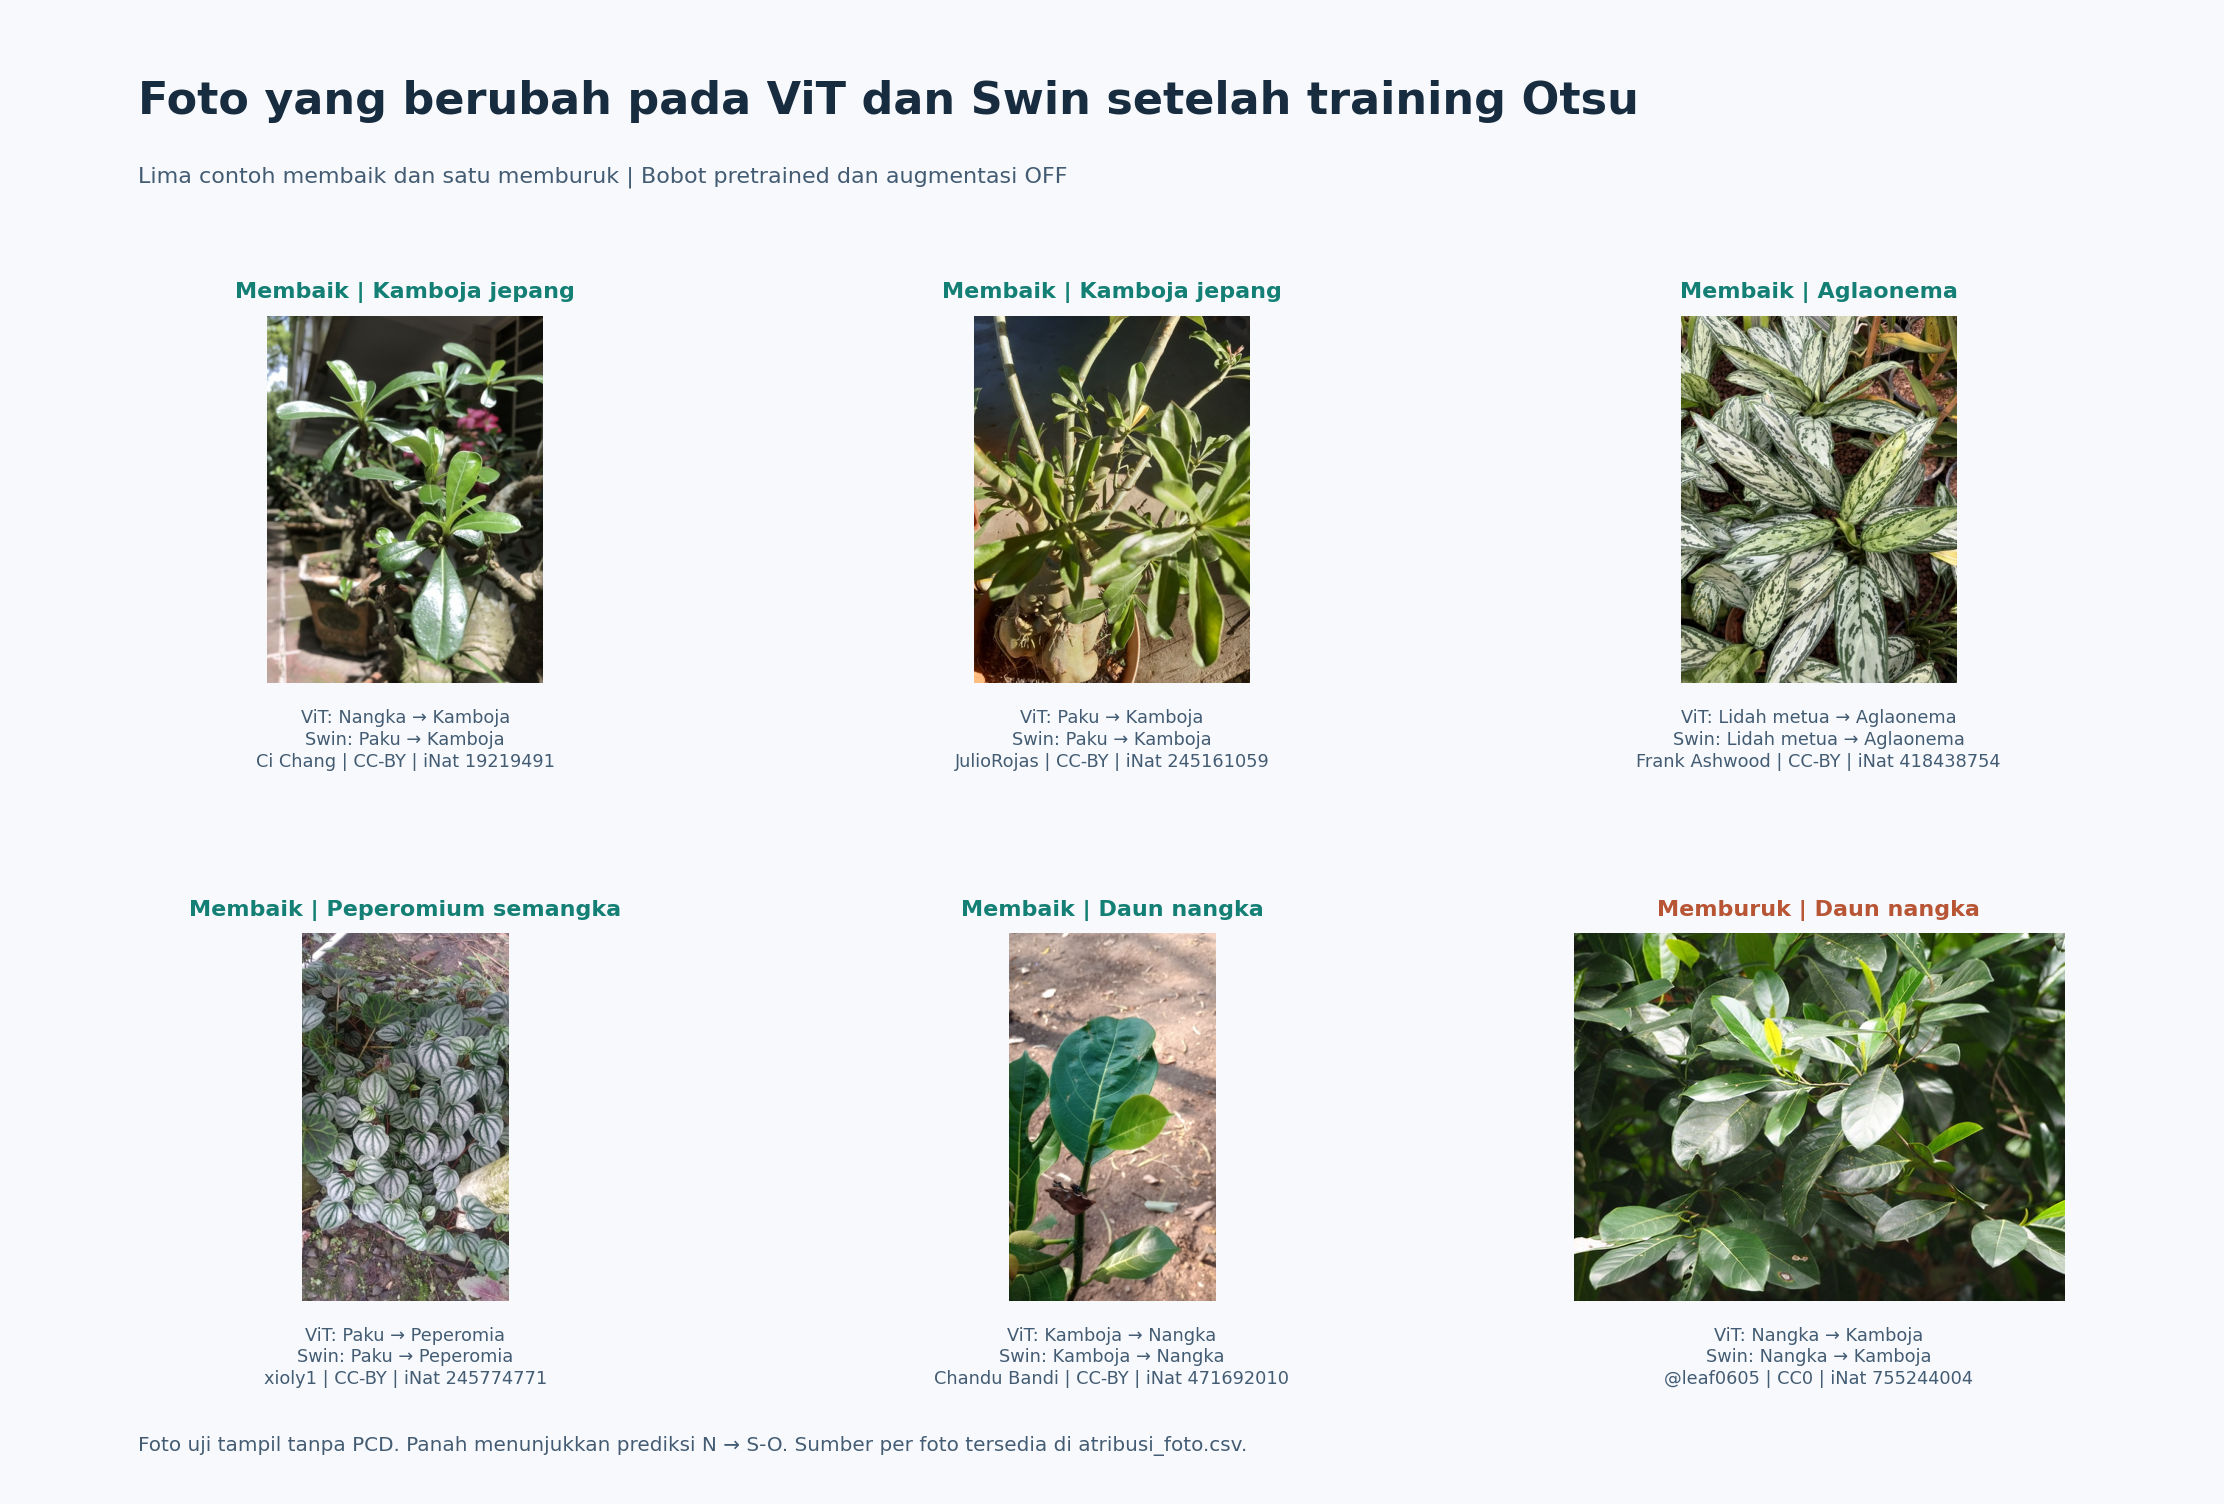 Foto yang berubah pada ViT dan Swin setelah training Otsu
Lima contoh membaik dan satu memburuk | Bobot pretrained dan augmentasi OFF
Membaik | Kamboja jepang
ViT: Nangka → Kamboja
Swin: Paku → Kamboja
Ci Chang | CC-BY | iNat 19219491
Membaik | Kamboja jepang
ViT: Paku → Kamboja
Swin: Paku → Kamboja
JulioRojas | CC-BY | iNat 245161059
Membaik | Aglaonema
ViT: Lidah metua → Aglaonema
Swin: Lidah metua → Aglaonema
Frank Ashwood | CC-BY | iNat 418438754
Membaik | Peperomium semangka
ViT: Paku → Peperomia
Swin: Paku → Peperomia
xioly1 | CC-BY | iNat 245774771
Membaik | Daun nangka
ViT: Kamboja → Nangka
Swin: Kamboja → Nangka
Chandu Bandi | CC-BY | iNat 471692010
Memburuk | Daun nangka
ViT: Nangka → Kamboja
Swin: Nangka → Kamboja
@leaf0605 | CC0 | iNat 755244004
Foto uji tampil tanpa PCD. Panah menunjukkan prediksi N → S-O. Sumber per foto tersedia di atribusi_foto.csv.